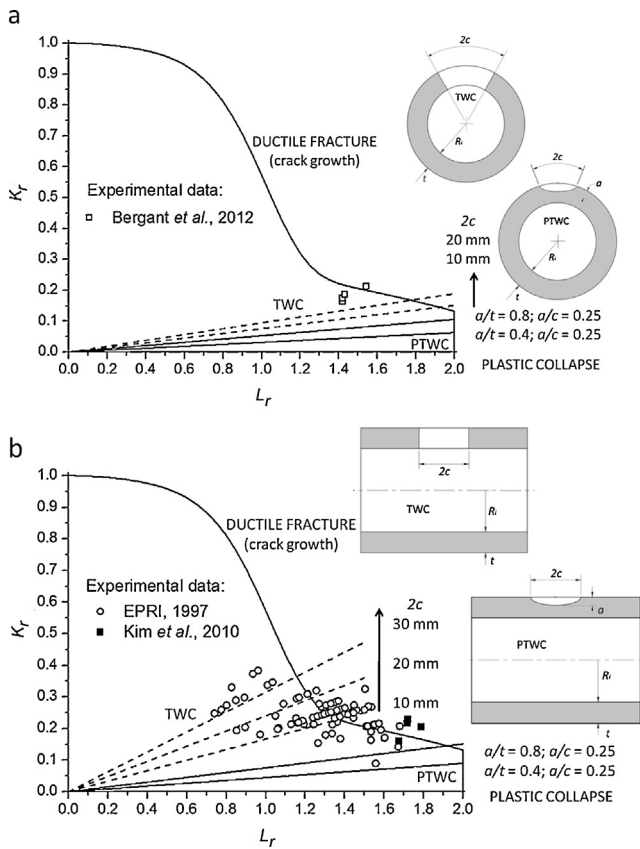 a
1.0
0.9
0.8
0.7
0.6
0.5
0.4
0.3
0.2
0.1
0.0
Kr
DUCTILE FRACTURE
(crack growth)
Experimental data:
Bergant et al., 2012
TWC
PTWC
0.0 0.2 0.4 0.6 0.8 1.0 1.2 1.4 1.6 1.8 2.0
Lr
2c
TWC
Ri
t
2c
a
PTWC
Ri
t
2c
20 mm
10 mm
a/t = 0.8; a/c = 0.25
a/t = 0.4; a/c = 0.25
PLASTIC COLLAPSE
b
1.0
0.9
0.8
0.7
0.6
0.5
0.4
0.3
0.2
0.1
0.0
Kr
DUCTILE FRACTURE
(crack growth)
Experimental data:
EPRI, 1997
Kim et al., 2010
TWC
PTWC
2c
30 mm
20 mm
10 mm
0.0 0.2 0.4 0.6 0.8 1.0 1.2 1.4 1.6 1.8 2.0
Lr
2c
TWC
Ri
t
2c
a
PTWC
Ri
t
a/t = 0.8; a/c = 0.25
a/t = 0.4; a/c = 0.25
PLASTIC COLLAPSE